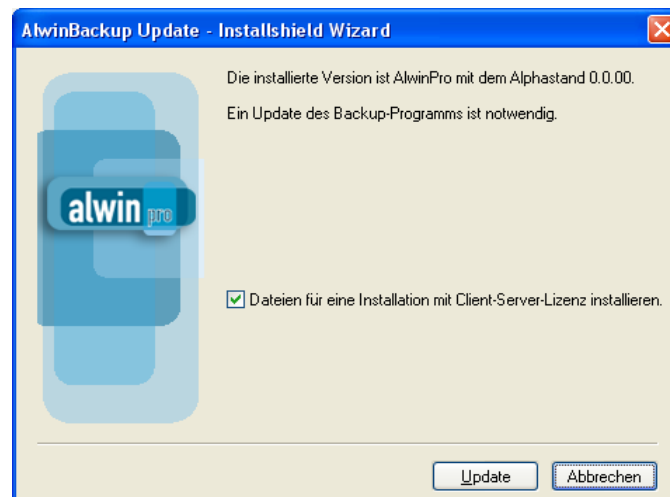 AlwinBackup Update - Installshield Wizard
Die installierte Version ist AlwinPro mit dem Alphastand 0.0.00.
Ein Update des Backup-Programms ist notwendig.
alwin pro
Dateien für eine Installation mit Client-Server-Lizenz installieren.
Update
Abbrechen